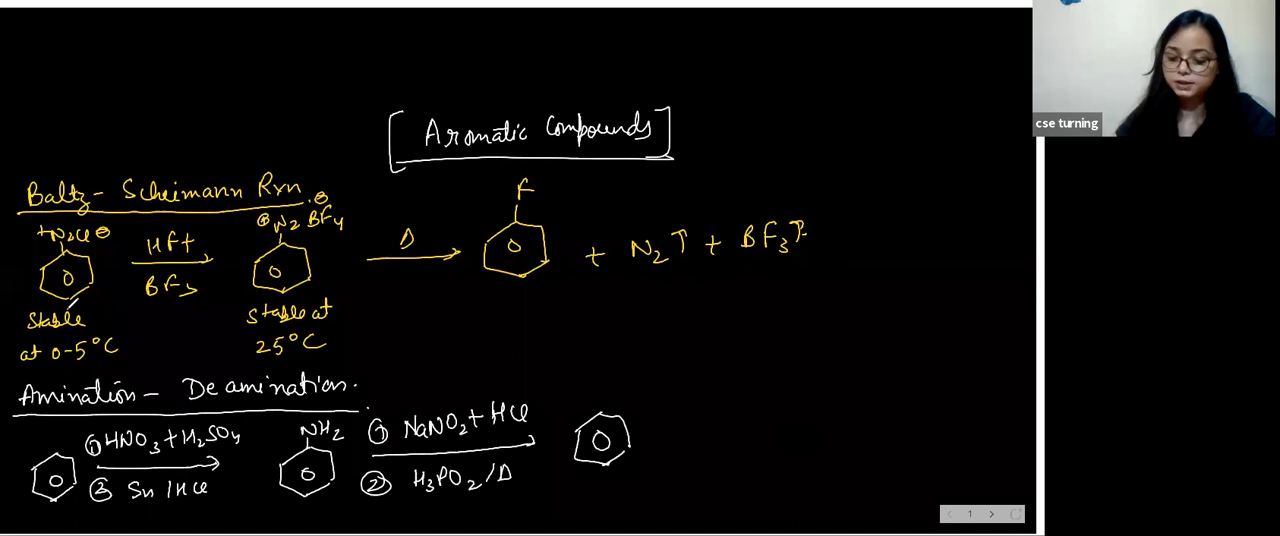 [Aromatic Compounds]
Baltz - Scheimann Rxn.
+N2Cl⊖
HF+
BF3
⊕N2 BF4⊖
Δ
F
+ N2↑ + BF3↑
Stable
at 0-5°C
Stable at
25°C
Amination - Deamination.
① HNO3 + H2SO4
② Sn/HCl
NH2
① NaNO2 + HCl
② H3PO2/Δ
cse turning
1